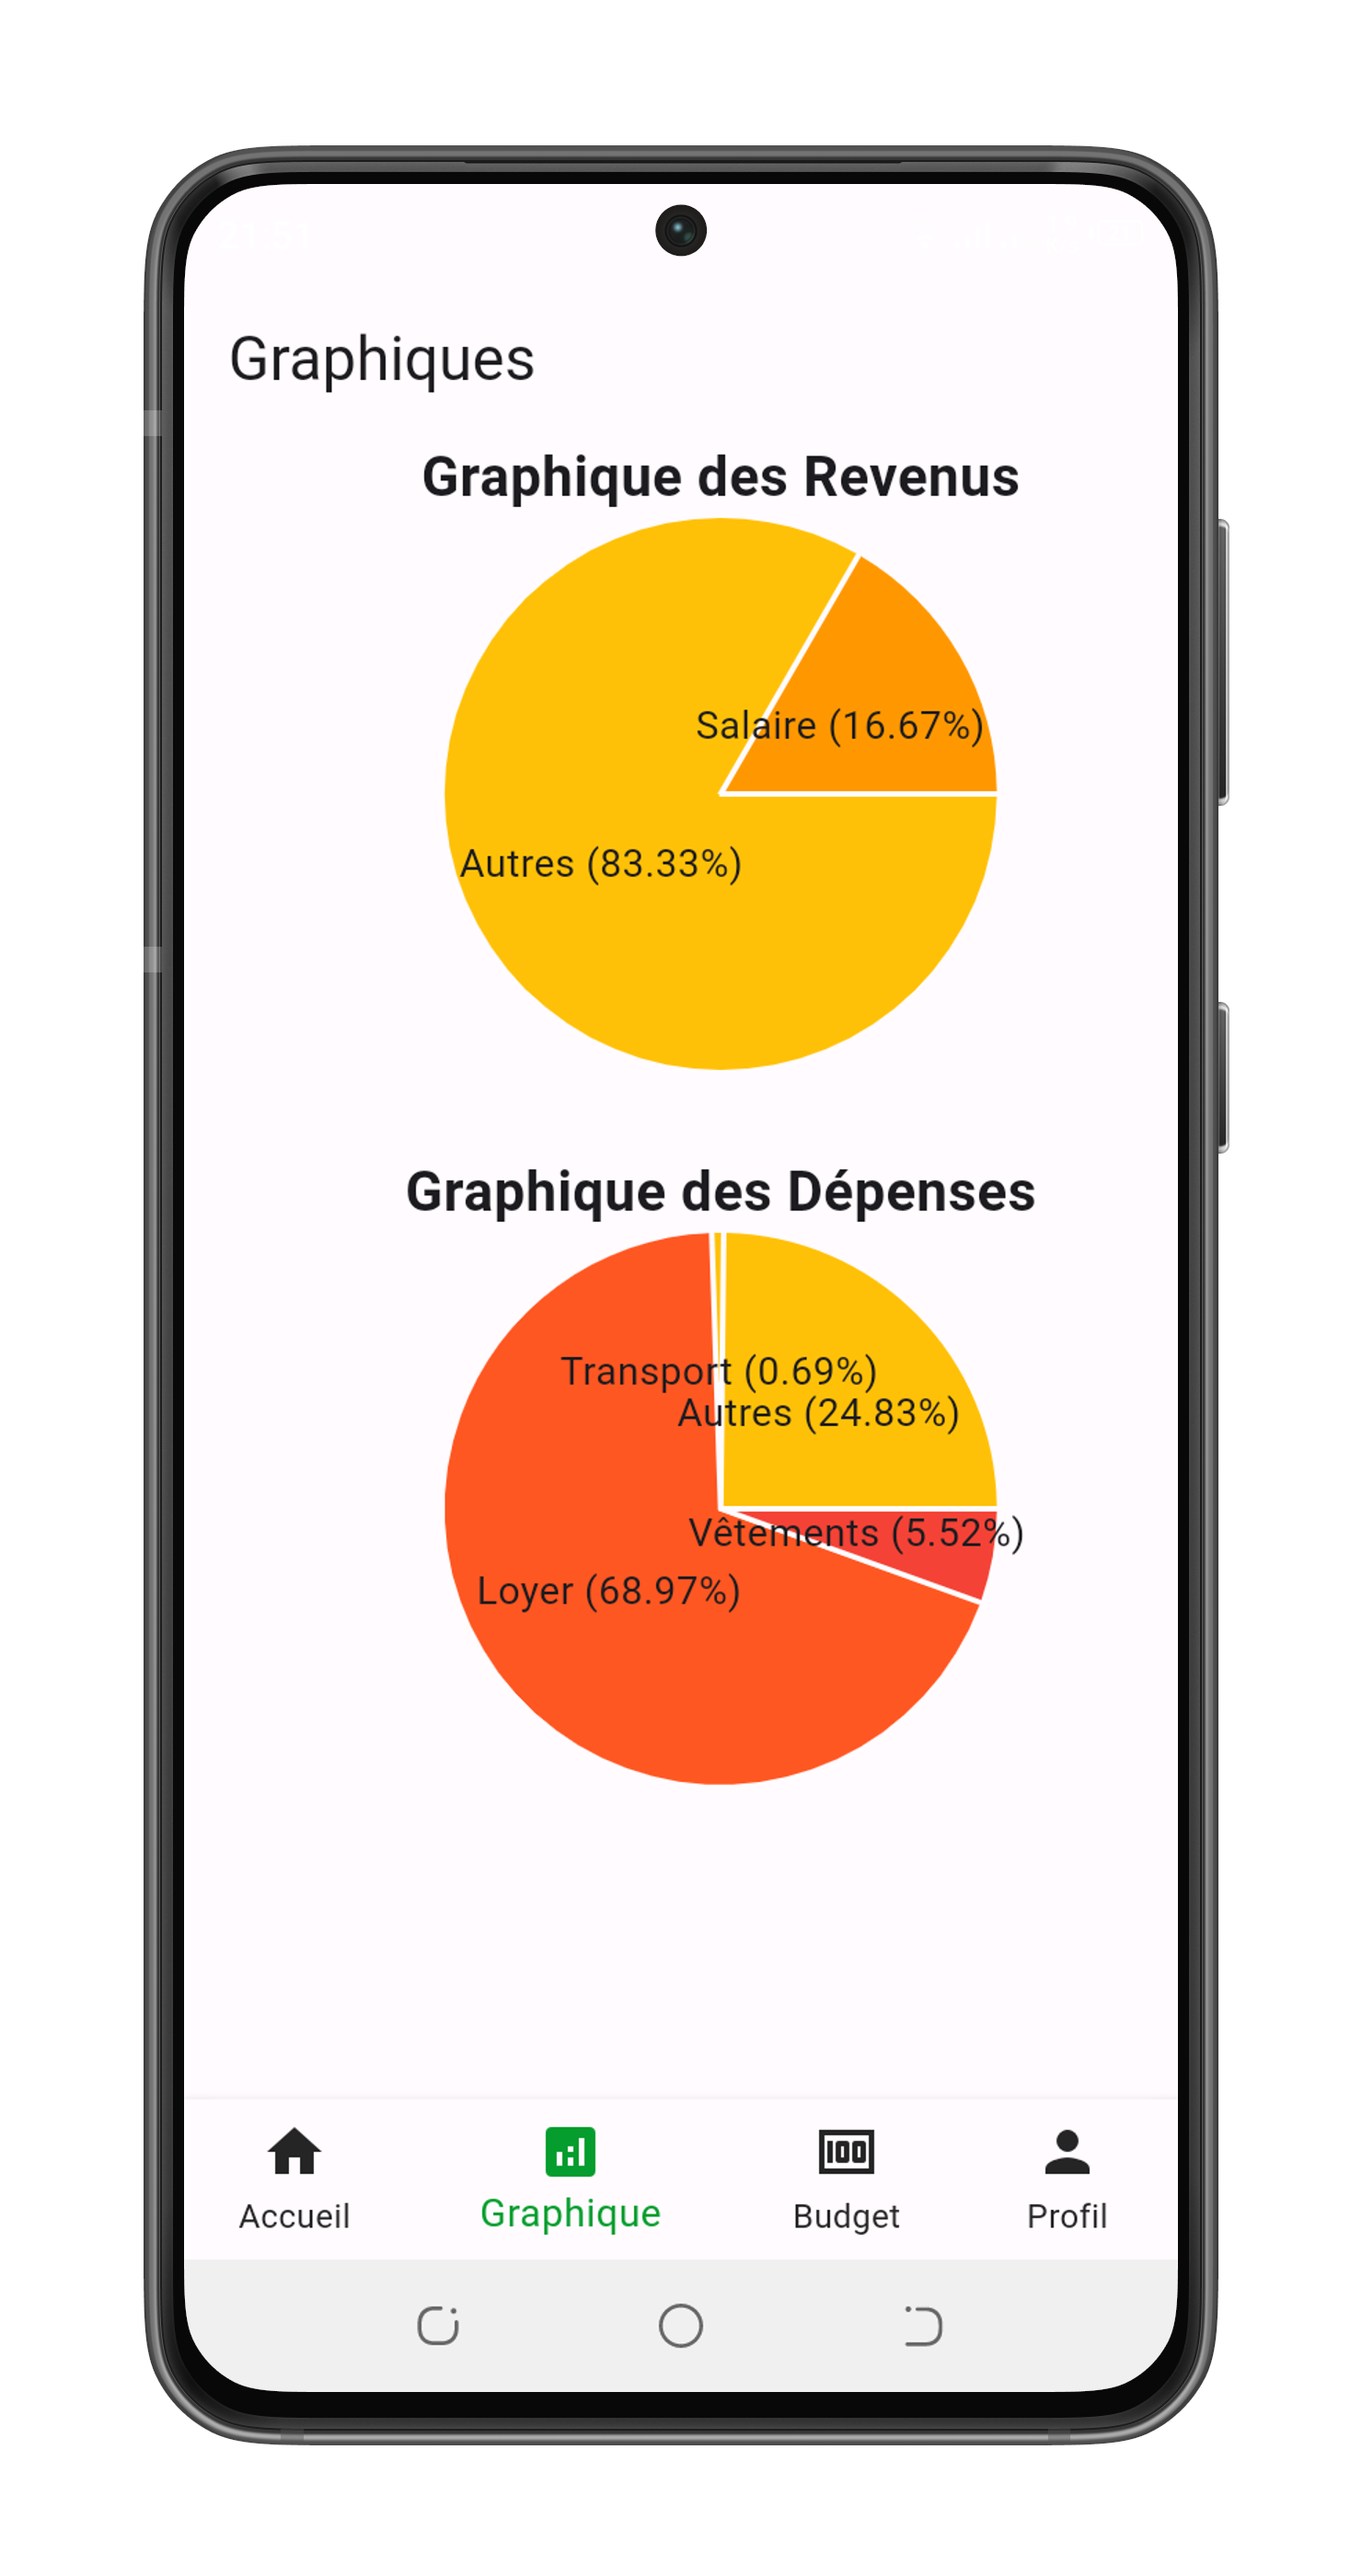 Graphiques
Graphique des Revenus
Salaire (16.67%)
Autres (83.33%)
Graphique des Dépenses
Transport (0.69%)
Autres (24.83%)
Vêtements (5.52%)
Loyer (68.97%)
100
Accueil
Graphique
Budget
Profil